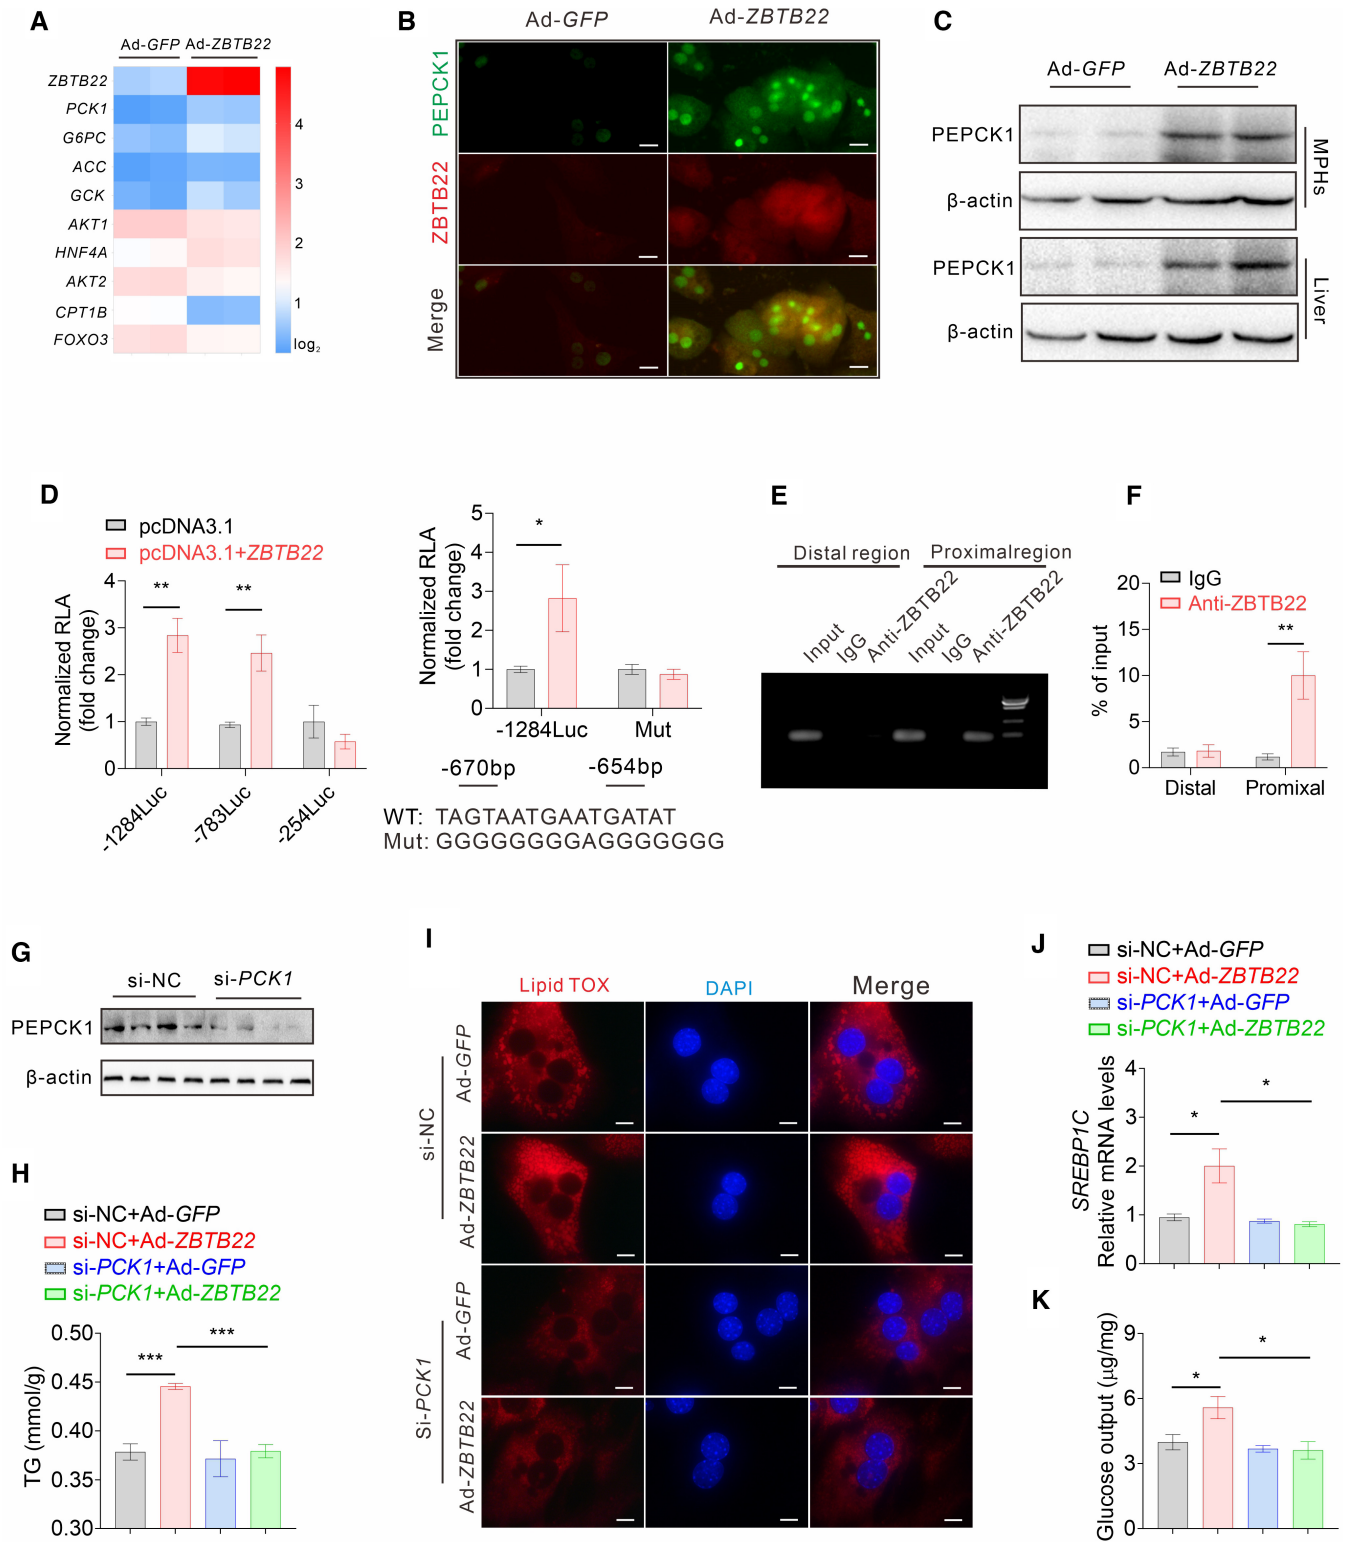 A
Ad-GFP Ad-ZBTB22
ZBTB22
PCK1
G6PC
ACC
GCK
AKT1
HNF4A
AKT2
CPT1B
FOXO3
4
3
2
1
log2
B
Ad-GFP Ad-ZBTB22
PEPCK1
ZBTB22
Merge
C
Ad-GFP Ad-ZBTB22
PEPCK1
β-actin
MPHs
PEPCK1
β-actin
Liver
D
pcDNA3.1
pcDNA3.1+ZBTB22
Normalized RLA
(fold change)
4
3
2
1
0
** **
-1284Luc -783Luc -254Luc
Normalized RLA
(fold change)
5
4
3
2
1
0
*
-1284Luc Mut
-670bp -654bp
WT: TAGTAATGAATGATAT
Mut: GGGGGGGGAGGGGGGG
E
Distal region Proximalregion
Input IgG Anti-ZBTB22 Input IgG Anti-ZBTB22
F
IgG
Anti-ZBTB22
% of input
20
15
10
5
0
**
Distal Promixal
G
si-NC si-PCK1
PEPCK1
β-actin
H
si-NC+Ad-GFP
si-NC+Ad-ZBTB22
si-PCK1+Ad-GFP
si-PCK1+Ad-ZBTB22
TG (mmol/g)
0.50
0.45
0.40
0.35
0.30
*** ***
I
Lipid TOX DAPI Merge
si-NC
Ad-GFP
Ad-ZBTB22
Si-PCK1
Ad-GFP
Ad-ZBTB22
J
si-NC+Ad-GFP
si-NC+Ad-ZBTB22
si-PCK1+Ad-GFP
si-PCK1+Ad-ZBTB22
SREBP1C
Relative mRNA levels
4
3
2
1
0
* *
K
Glucose output (μg/mg)
9
6
3
0
* *